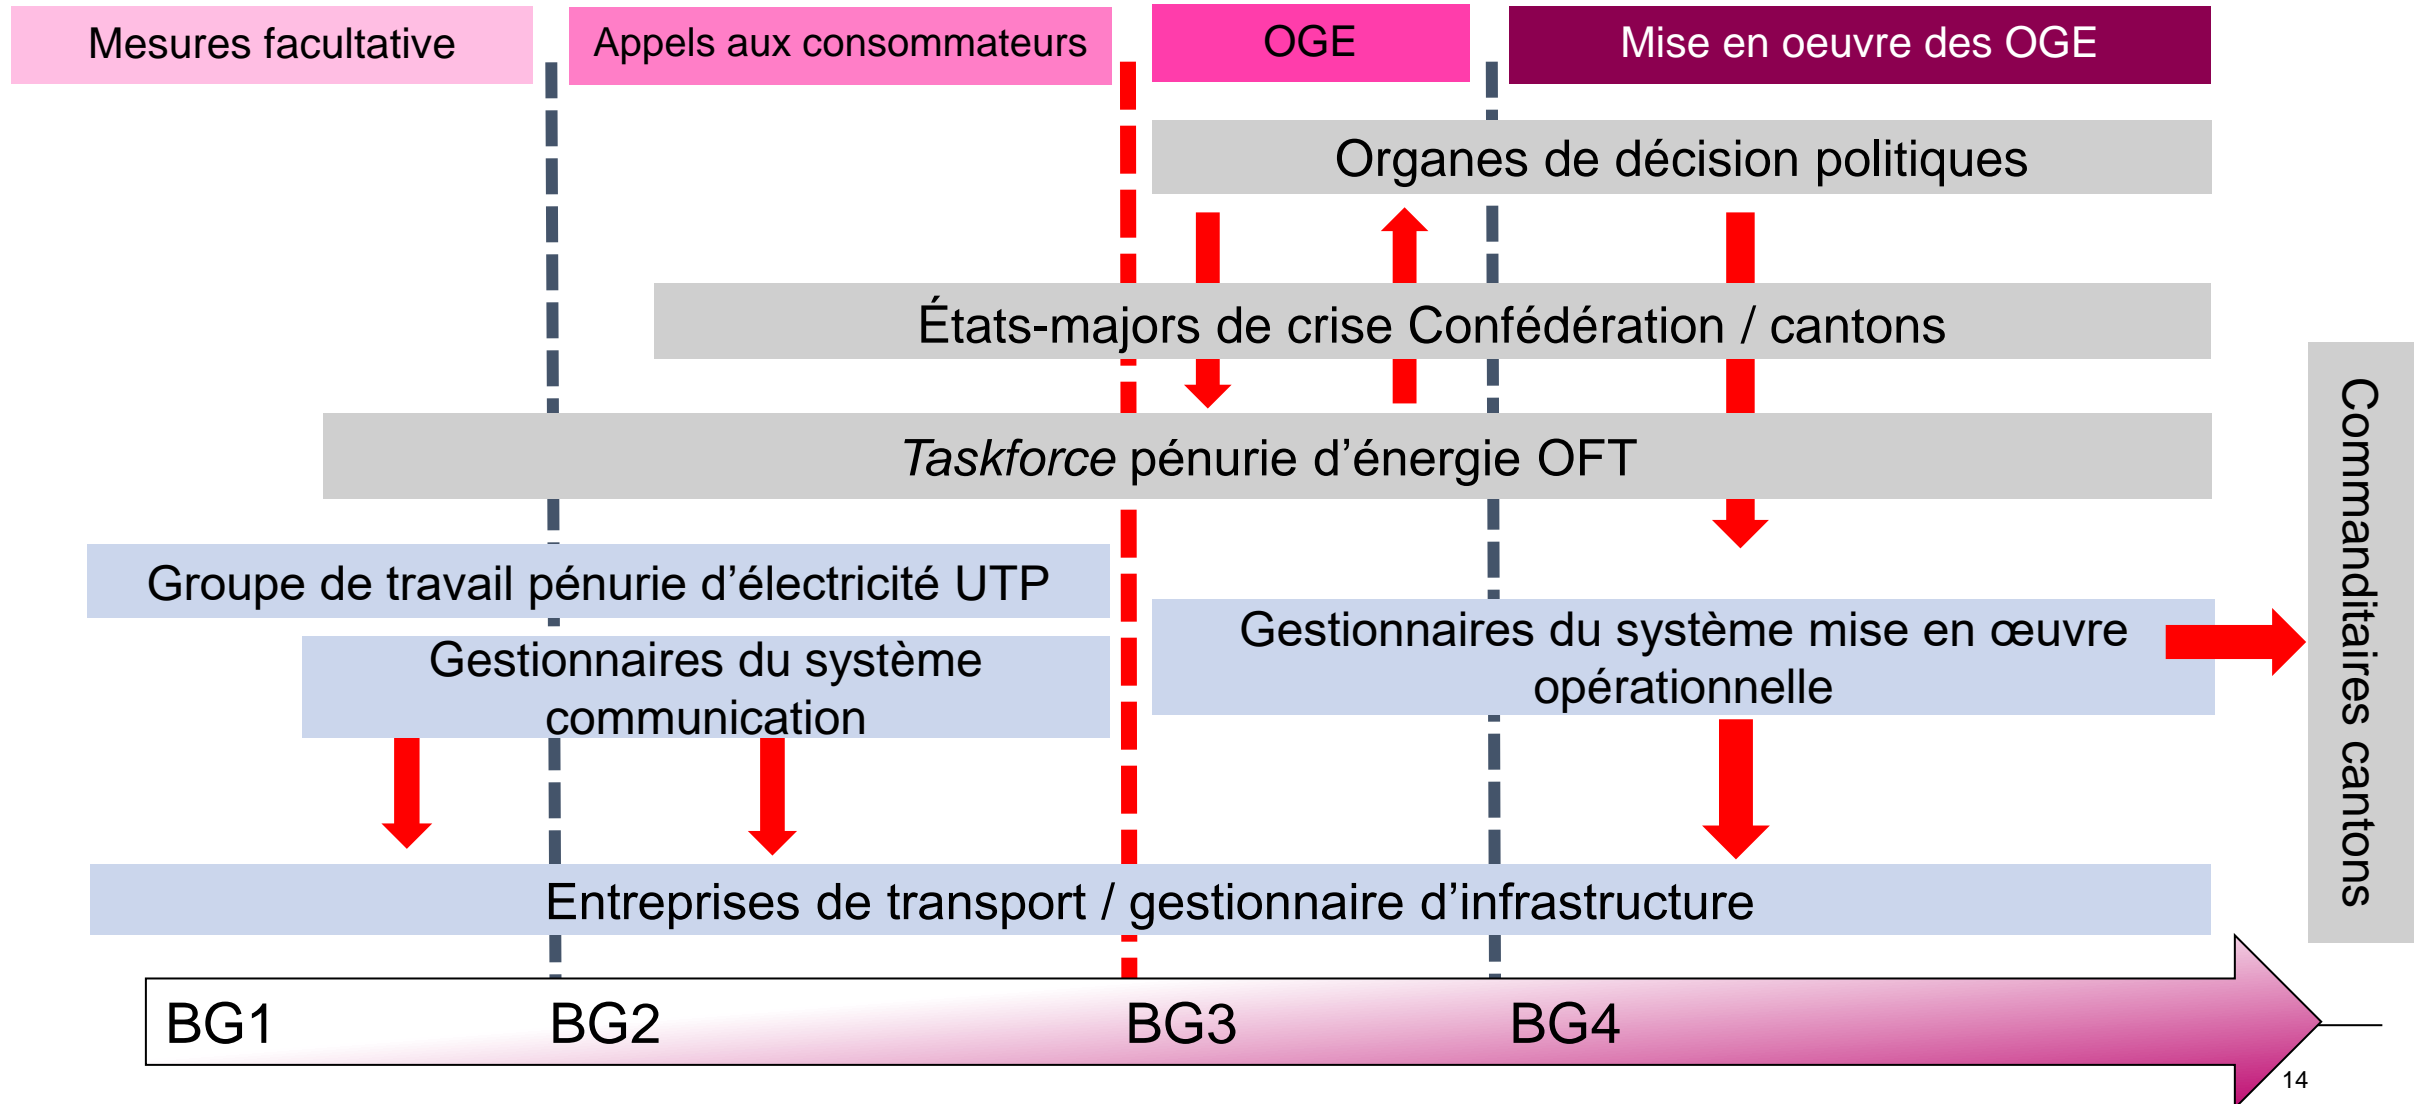 Mesures facultative
Appels aux consommateurs
OGE
Mise en oeuvre des OGE
Organes de décision politiques
États-majors de crise Confédération / cantons
Taskforce pénurie d’énergie OFT
Groupe de travail pénurie d’électricité UTP
Gestionnaires du système
communication
Gestionnaires du système mise en œuvre
opérationnelle
Commanditaires cantons
Entreprises de transport / gestionnaire d’infrastructure
BG1
BG2
BG3
BG4
14